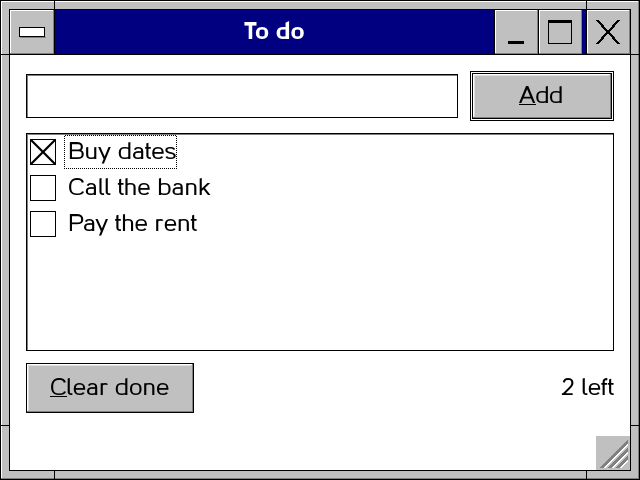 To do
Add
Buy dates
Call the bank
Pay the rent
Clear done
2 left